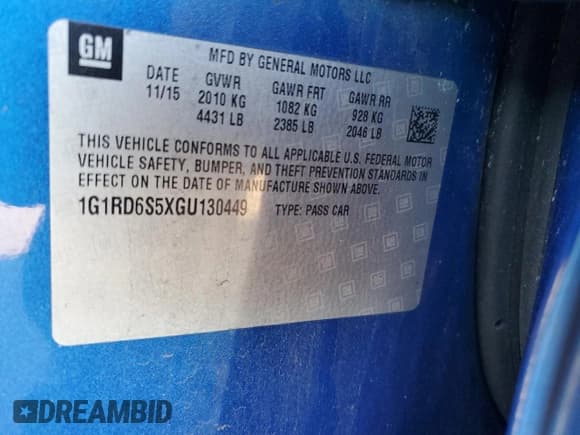 GM
MFD BY GENERAL MOTORS LLC
DATE GVWR GAWR FRT GAWR RR
11/15 2010 KG 1082 KG 928 KG
4431 LB 2385 LB 2046 LB
THIS VEHICLE CONFORMS TO ALL APPLICABLE U.S. FEDERAL MOTOR
VEHICLE SAFETY, BUMPER, AND THEFT PREVENTION STANDARDS IN
EFFECT ON THE DATE OF MANUFACTURE SHOWN ABOVE.
1G1RD6S5XGU130449 TYPE: PASS CAR
DREAMBID